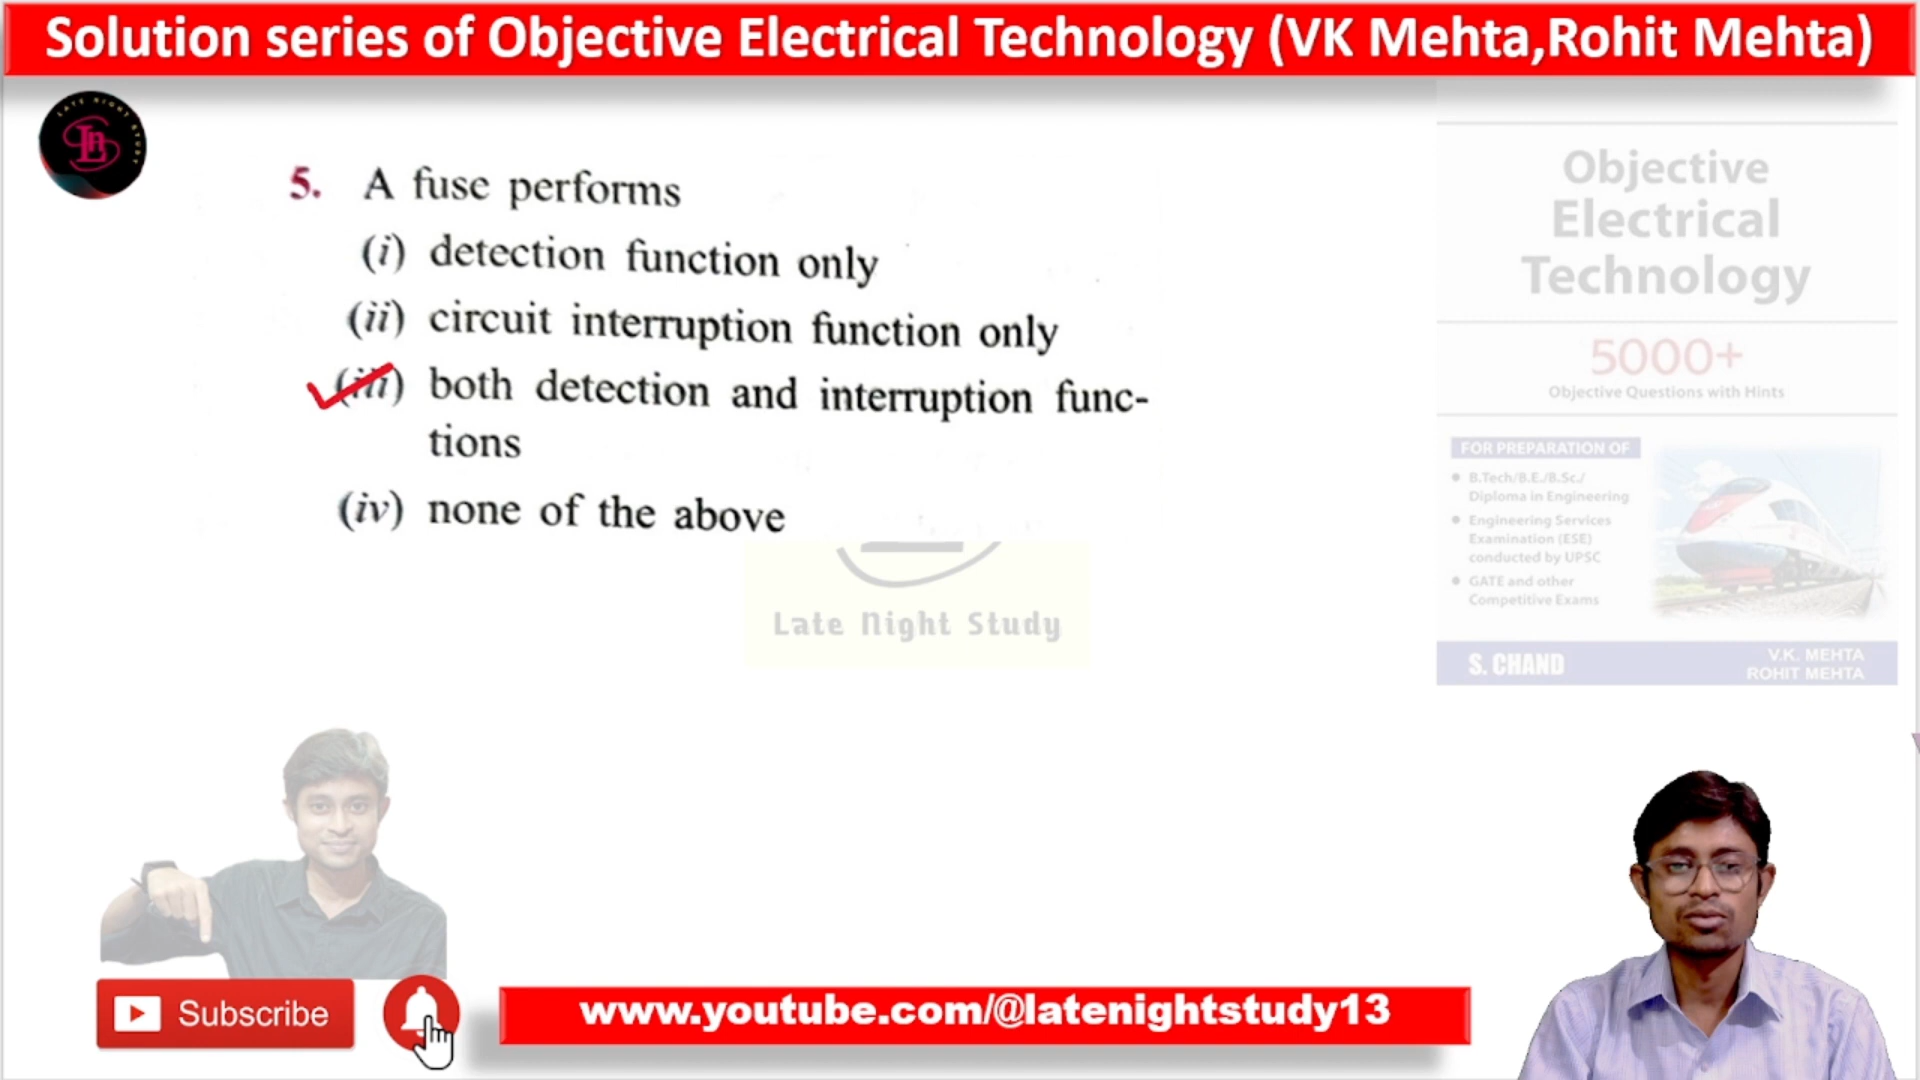 Solution series of Objective Electrical Technology (VK Mehta,Rohit Mehta)
LATE NIGHT STUDY
5. A fuse performs
(i) detection function only
(ii) circuit interruption function only
(iii) both detection and interruption func-
tions
(iv) none of the above
Late Night Study
Objective
Electrical
Technology
5000+
Objective Questions with Hints
FOR PREPARATION OF
• B.Tech/B.E./B.Sc./
Diploma in Engineering
• Engineering Services
Examination (ESE)
conducted by UPSC
• GATE and other
Competitive Exams
S. CHAND
V.K. MEHTA
ROHIT MEHTA
Subscribe
www.youtube.com/@latenightstudy13